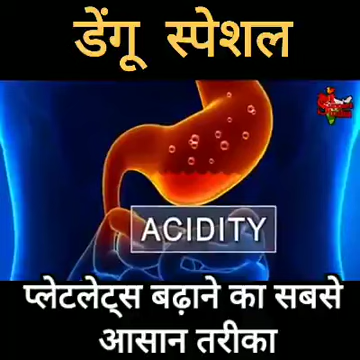 डेंगू स्पेशल
ACIDITY
प्लेटलेट्स बढ़ाने का सबसे
आसान तरीका